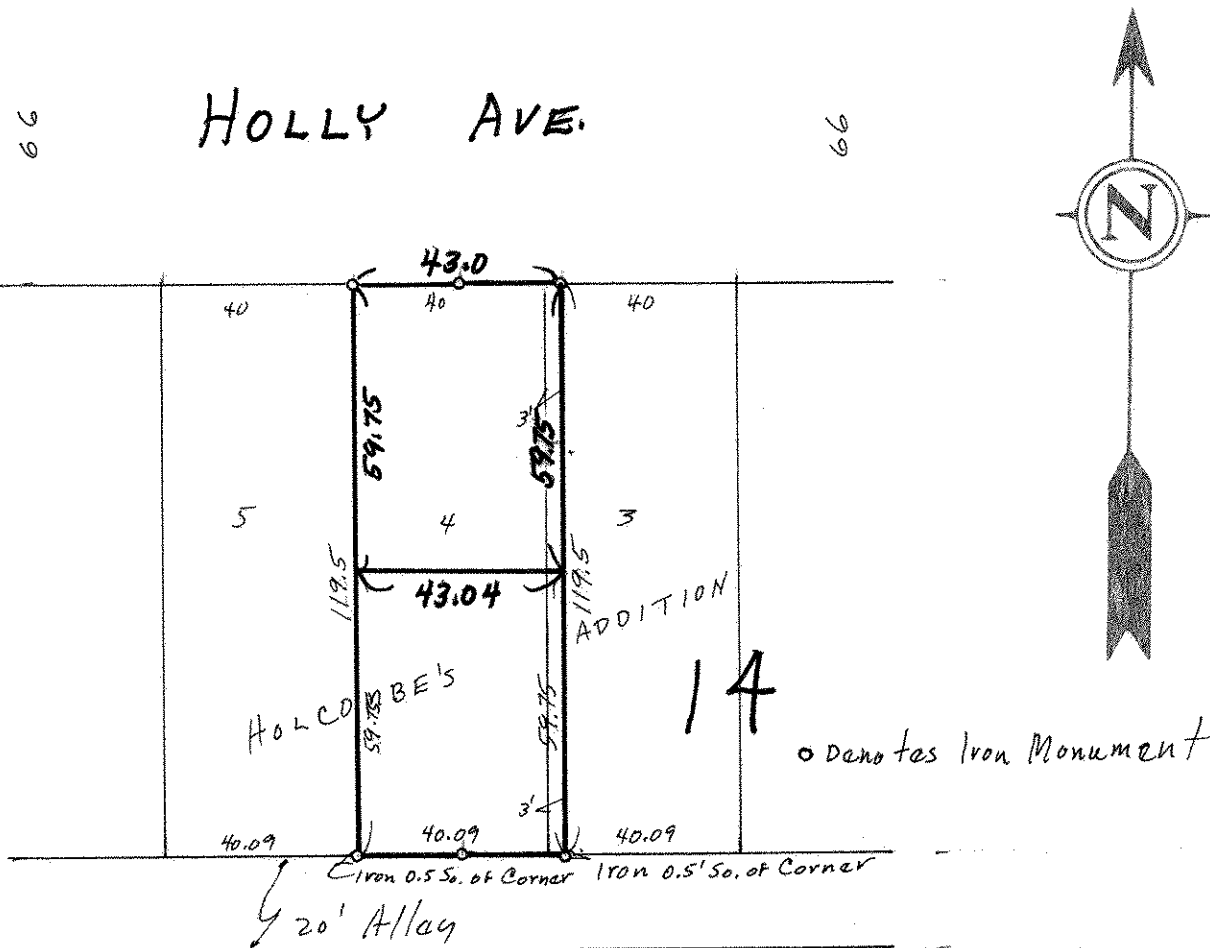 66 HOLLY AVE. 66
N
43.0
40 40 40
3'
59.75 59.75
5 4 3
119.5 119.5
43.04
ADDITION
HOLCOMBE'S
14
59.75 59.75
o Denotes Iron Monument
3'
40.09 40.09 40.09
Iron 0.5 So. of Corner Iron 0.5' So. of Corner
20' Alley